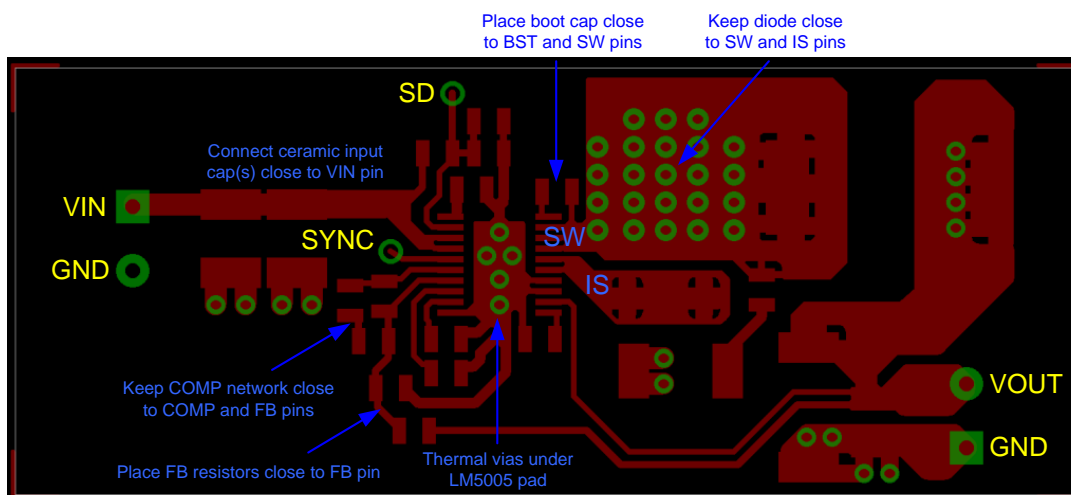 Place boot cap close
to BST and SW pins
Keep diode close
to SW and IS pins
SD
Connect ceramic input
cap(s) close to VIN pin
VIN
SYNC
SW
GND
IS
Keep COMP network close
to COMP and FB pins
VOUT
GND
Place FB resistors close to FB pin
Thermal vias under
LM5005 pad